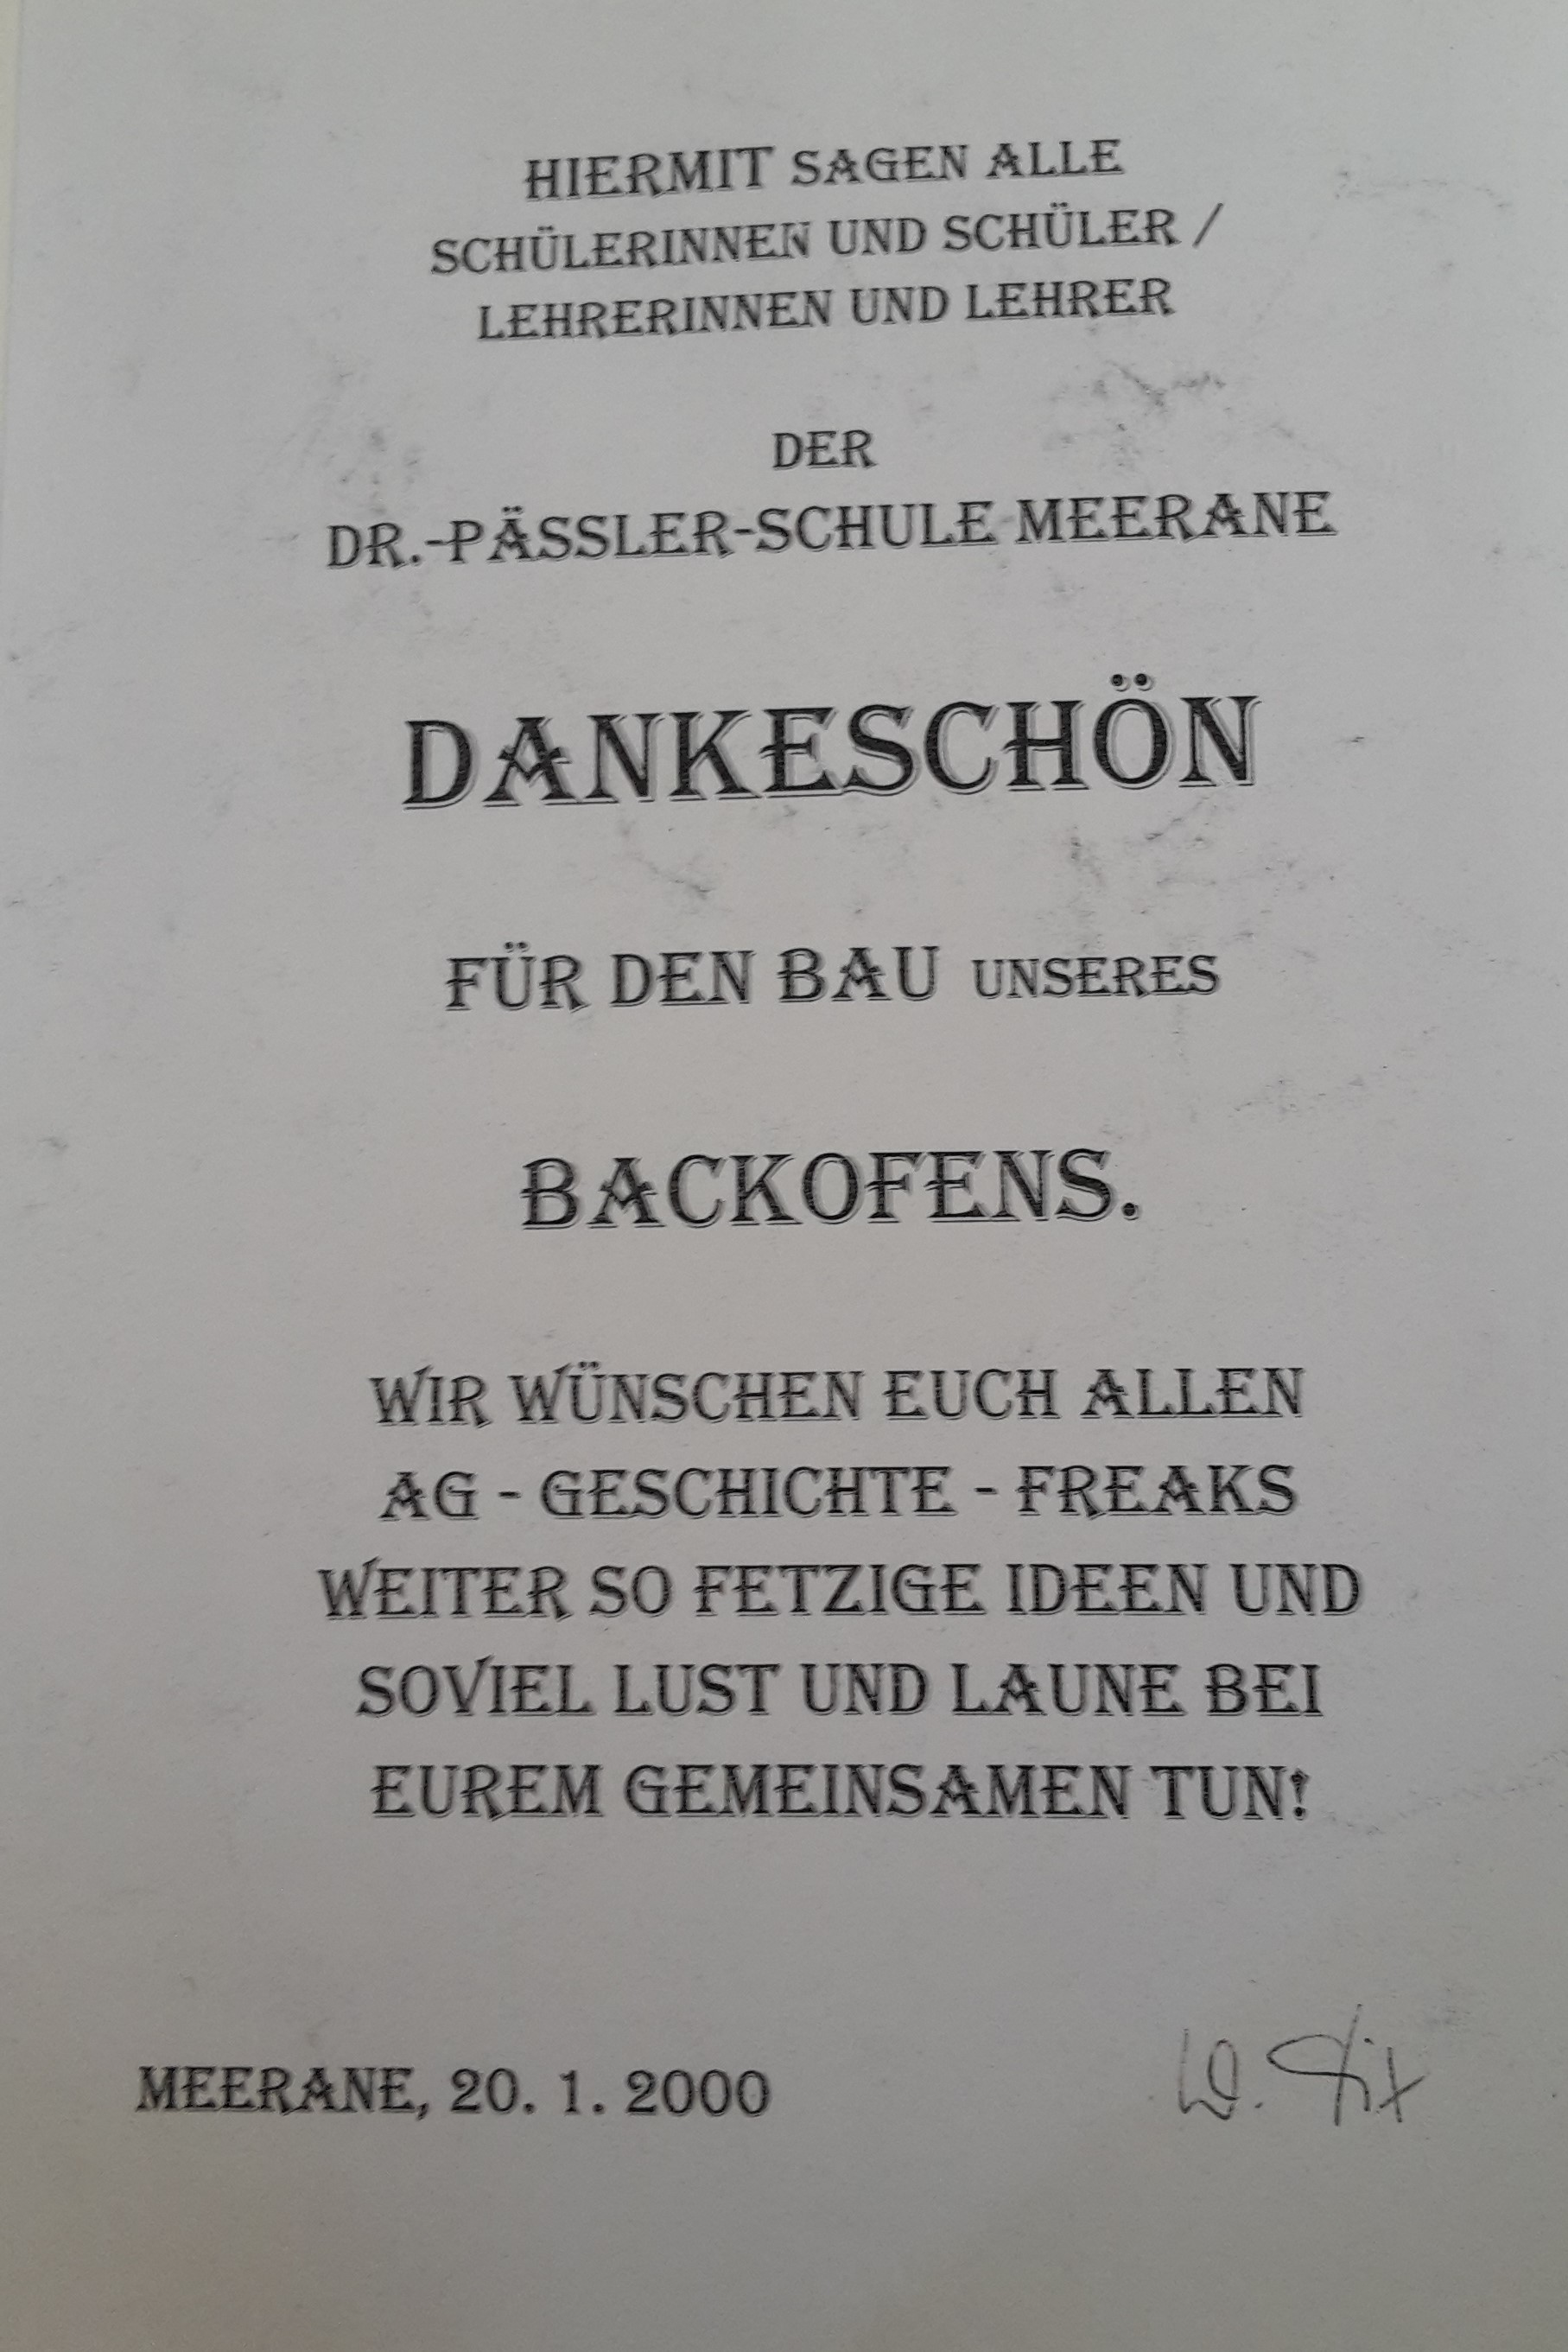 HIERMIT SAGEN ALLE
SCHÜLERINNEN UND SCHÜLER /
LEHRERINNEN UND LEHRER
DER
DR.-PÄSSLER-SCHULE MEERANE
DANKESCHÖN
FÜR DEN BAU UNSERES
BACKOFENS.
WIR WÜNSCHEN EUCH ALLEN
AG - GESCHICHTE - FREAKS
WEITER SO FETZIGE IDEEN UND
SOVIEL LUST UND LAUNE BEI
EUREM GEMEINSAMEN TUN!
MEERANE, 20. 1. 2000
W.